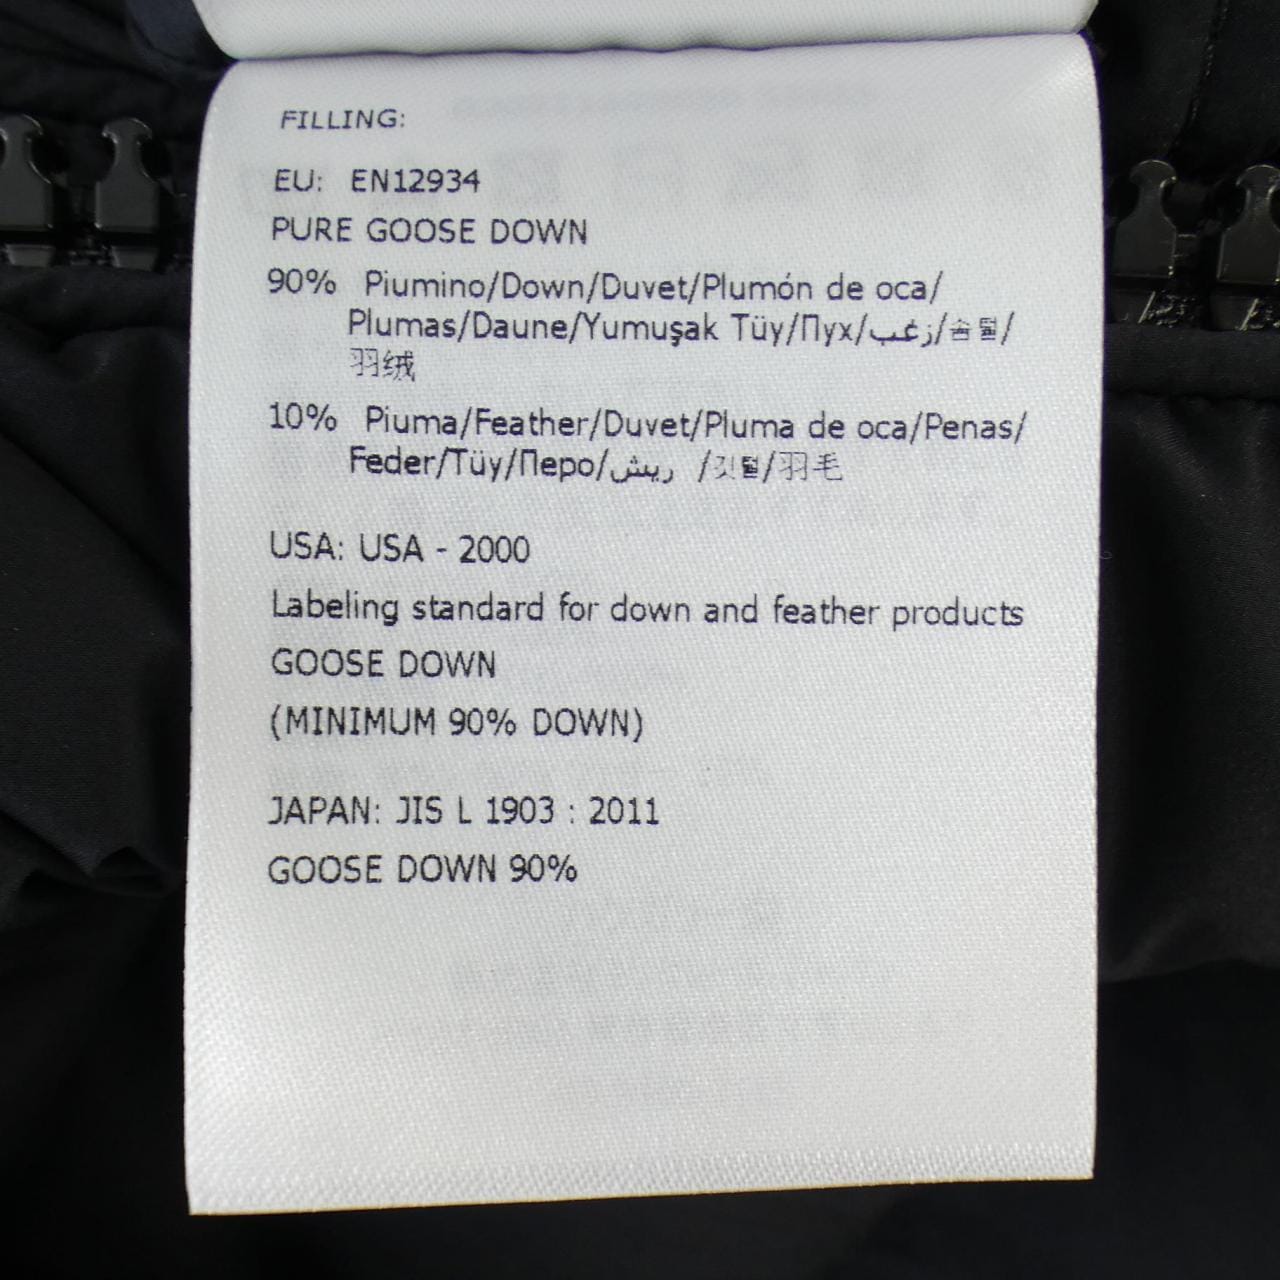 FILLING:
EU: EN12934
PURE GOOSE DOWN
90% Piumino/Down/Duvet/Plumón de oca/
Plumas/Daune/Yumuşak Tüy/Пух/زغب/솜털/
羽绒
10% Piuma/Feather/Duvet/Pluma de oca/Penas/
Feder/Tüy/Перо/ريش /깃털/羽毛
USA: USA - 2000
Labeling standard for down and feather products
GOOSE DOWN
(MINIMUM 90% DOWN)
JAPAN: JIS L 1903 : 2011
GOOSE DOWN 90%